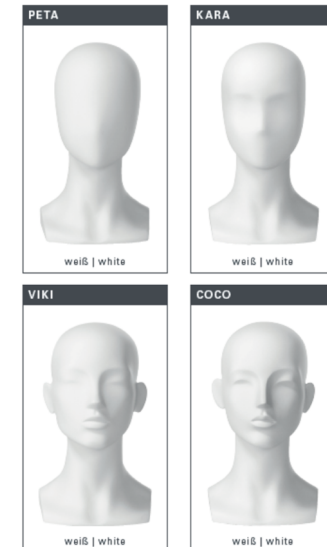 PETA
KARA
weiß | white
weiß | white
VIKI
COCO
weiß | white
weiß | white